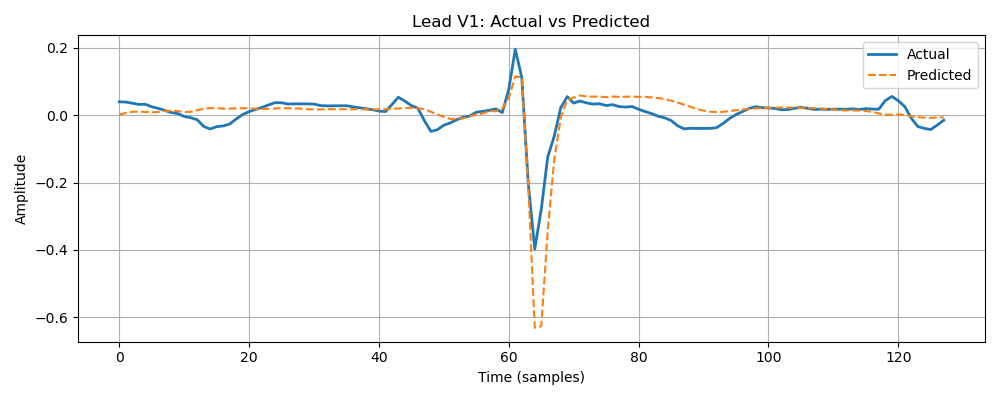 Lead V1: Actual vs Predicted
Actual
Predicted
0.2
0.0
−0.2
−0.4
−0.6
Amplitude
0 20 40 60 80 100 120
Time (samples)